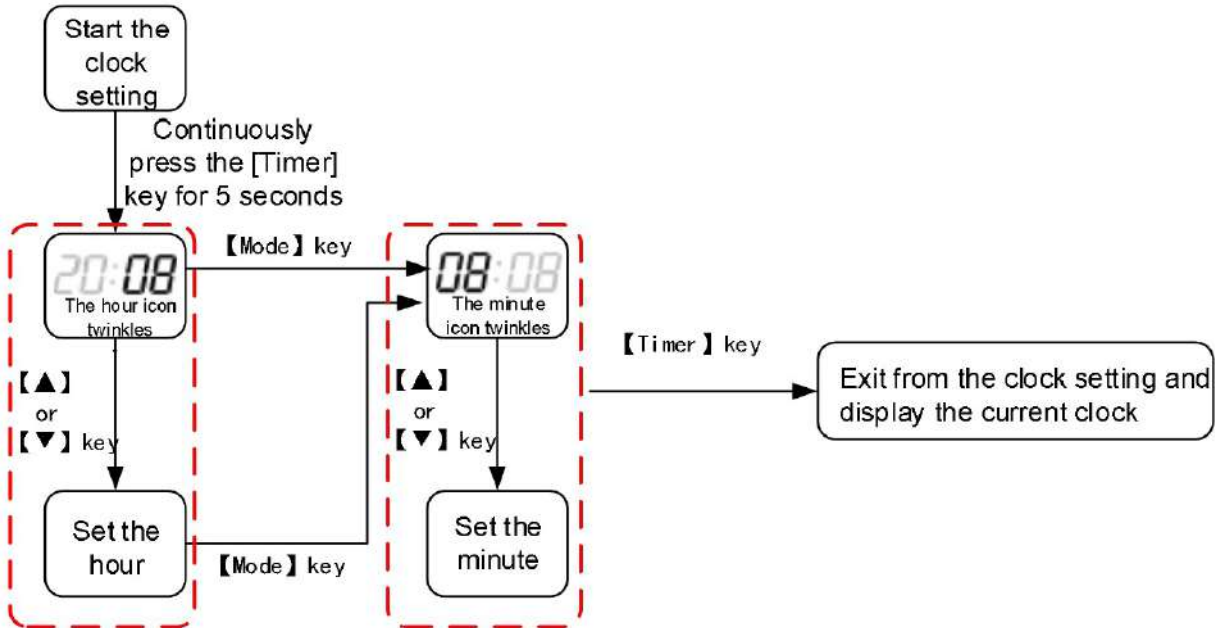 Start the
clock
setting
Continuously
press the [Timer]
key for 5 seconds
20:08
The hour icon
twinkles
【Mode】key
08:08
The minute
icon twinkles
【▲】
or
【▼】key
【▲】
or
【▼】key
【Timer】key
Exit from the clock setting and
display the current clock
Set the
hour
【Mode】key
Set the
minute